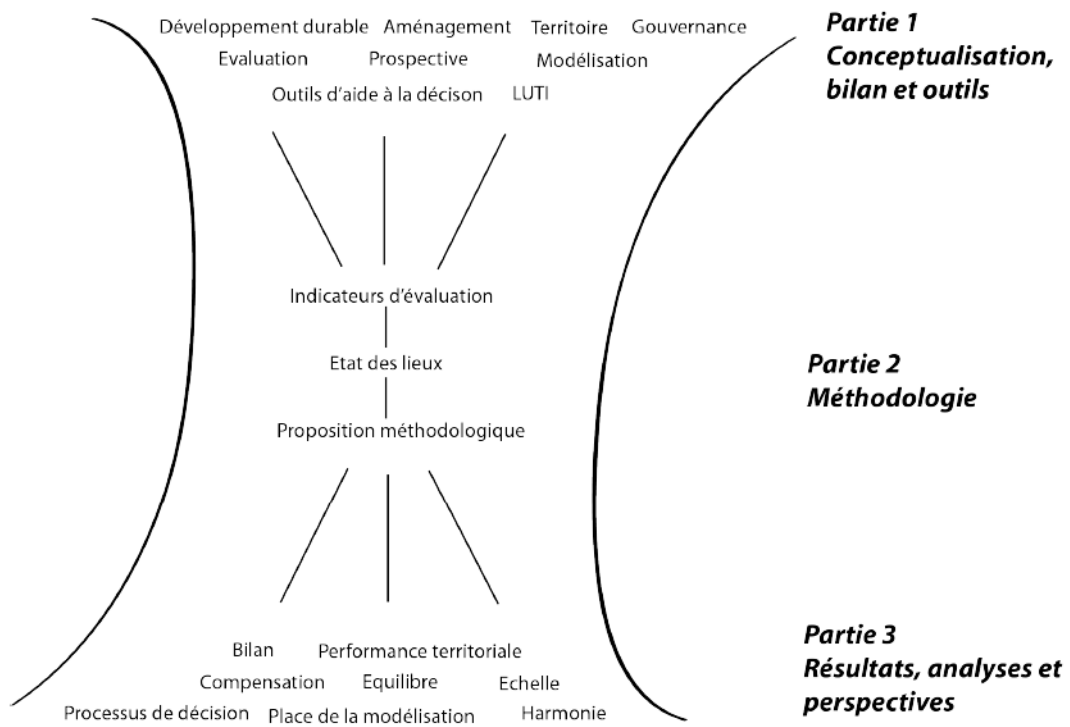 Développement durable Aménagement Territoire Gouvernance
Evaluation Prospective Modélisation
Outils d'aide à la décison LUTI
Partie 1
Conceptualisation,
bilan et outils
Indicateurs d'évaluation
Etat des lieux
Proposition méthodologique
Partie 2
Méthodologie
Bilan Performance territoriale
Compensation Equilibre Echelle
Processus de décision Place de la modélisation Harmonie
Partie 3
Résultats, analyses et
perspectives